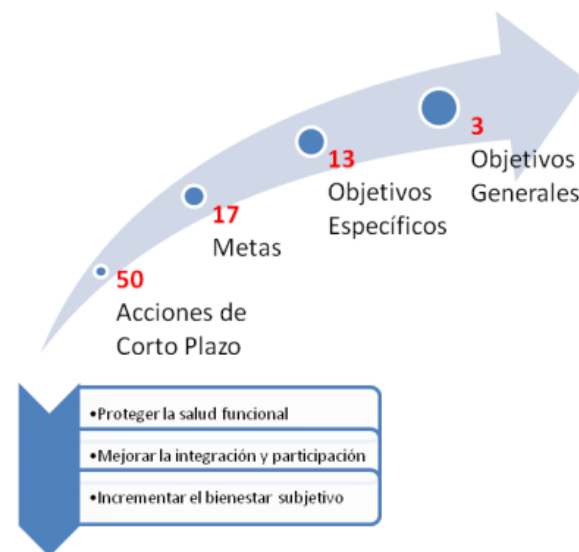 3
Objetivos
Generales
13
Objetivos
Específicos
17
Metas
50
Acciones de
Corto Plazo
•Proteger la salud funcional
•Mejorar la integración y participación
•Incrementar el bienestar subjetivo